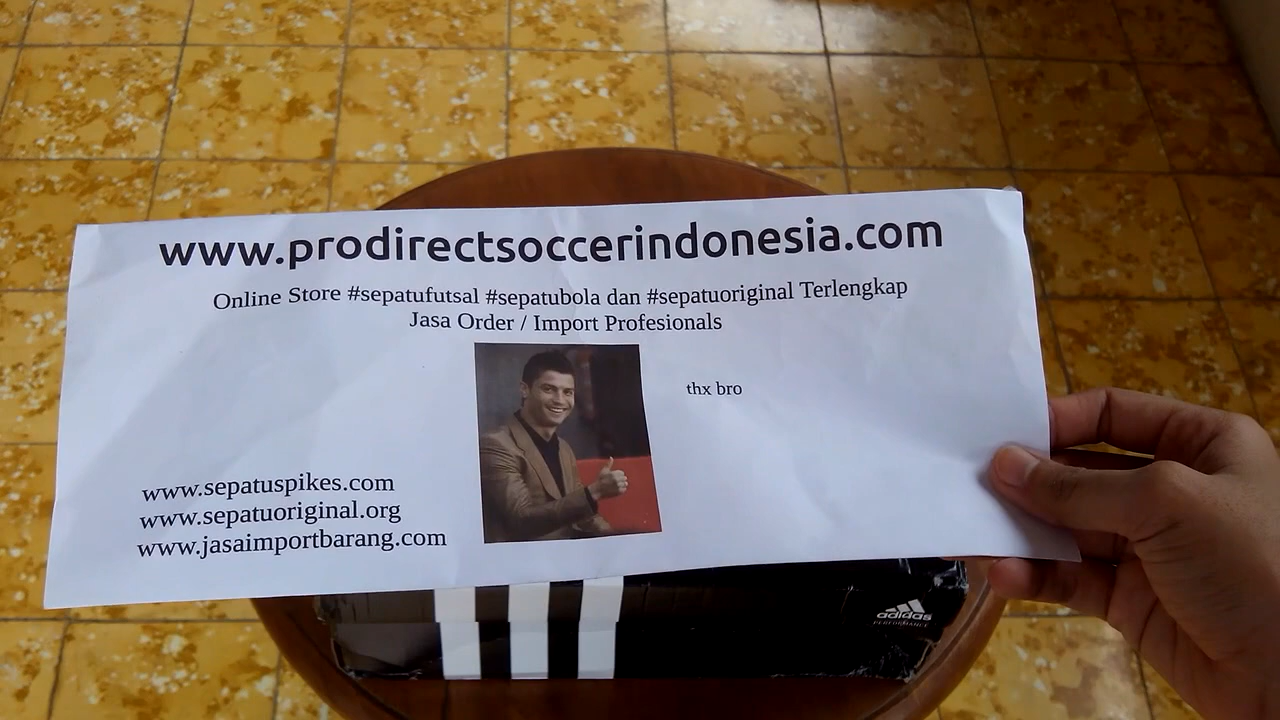 www.prodirectsoccerindonesia.com
Online Store #sepatufutsal #sepatubola dan #sepatuoriginal Terlengkap
Jasa Order / Import Profesionals
thx bro
www.sepatuspikes.com
www.sepatuoriginal.org
www.jasaimportbarang.com
adidas
PERFORMANCE